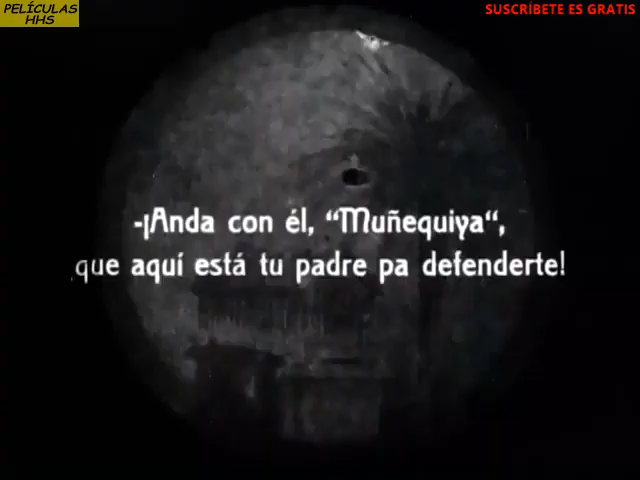 PELÍCULAS
HHS
SUSCRÍBETE ES GRATIS
-¡Anda con él, “Muñequiya“,
que aquí está tu padre pa defenderte!